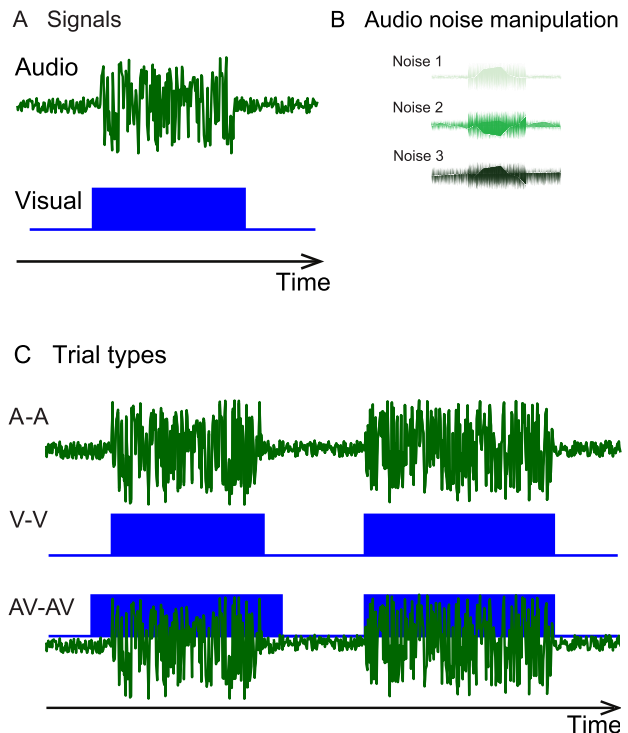 A Signals
Audio
Visual
Time
B Audio noise manipulation
Noise 1
Noise 2
Noise 3
C Trial types
A-A
V-V
AV-AV
Time